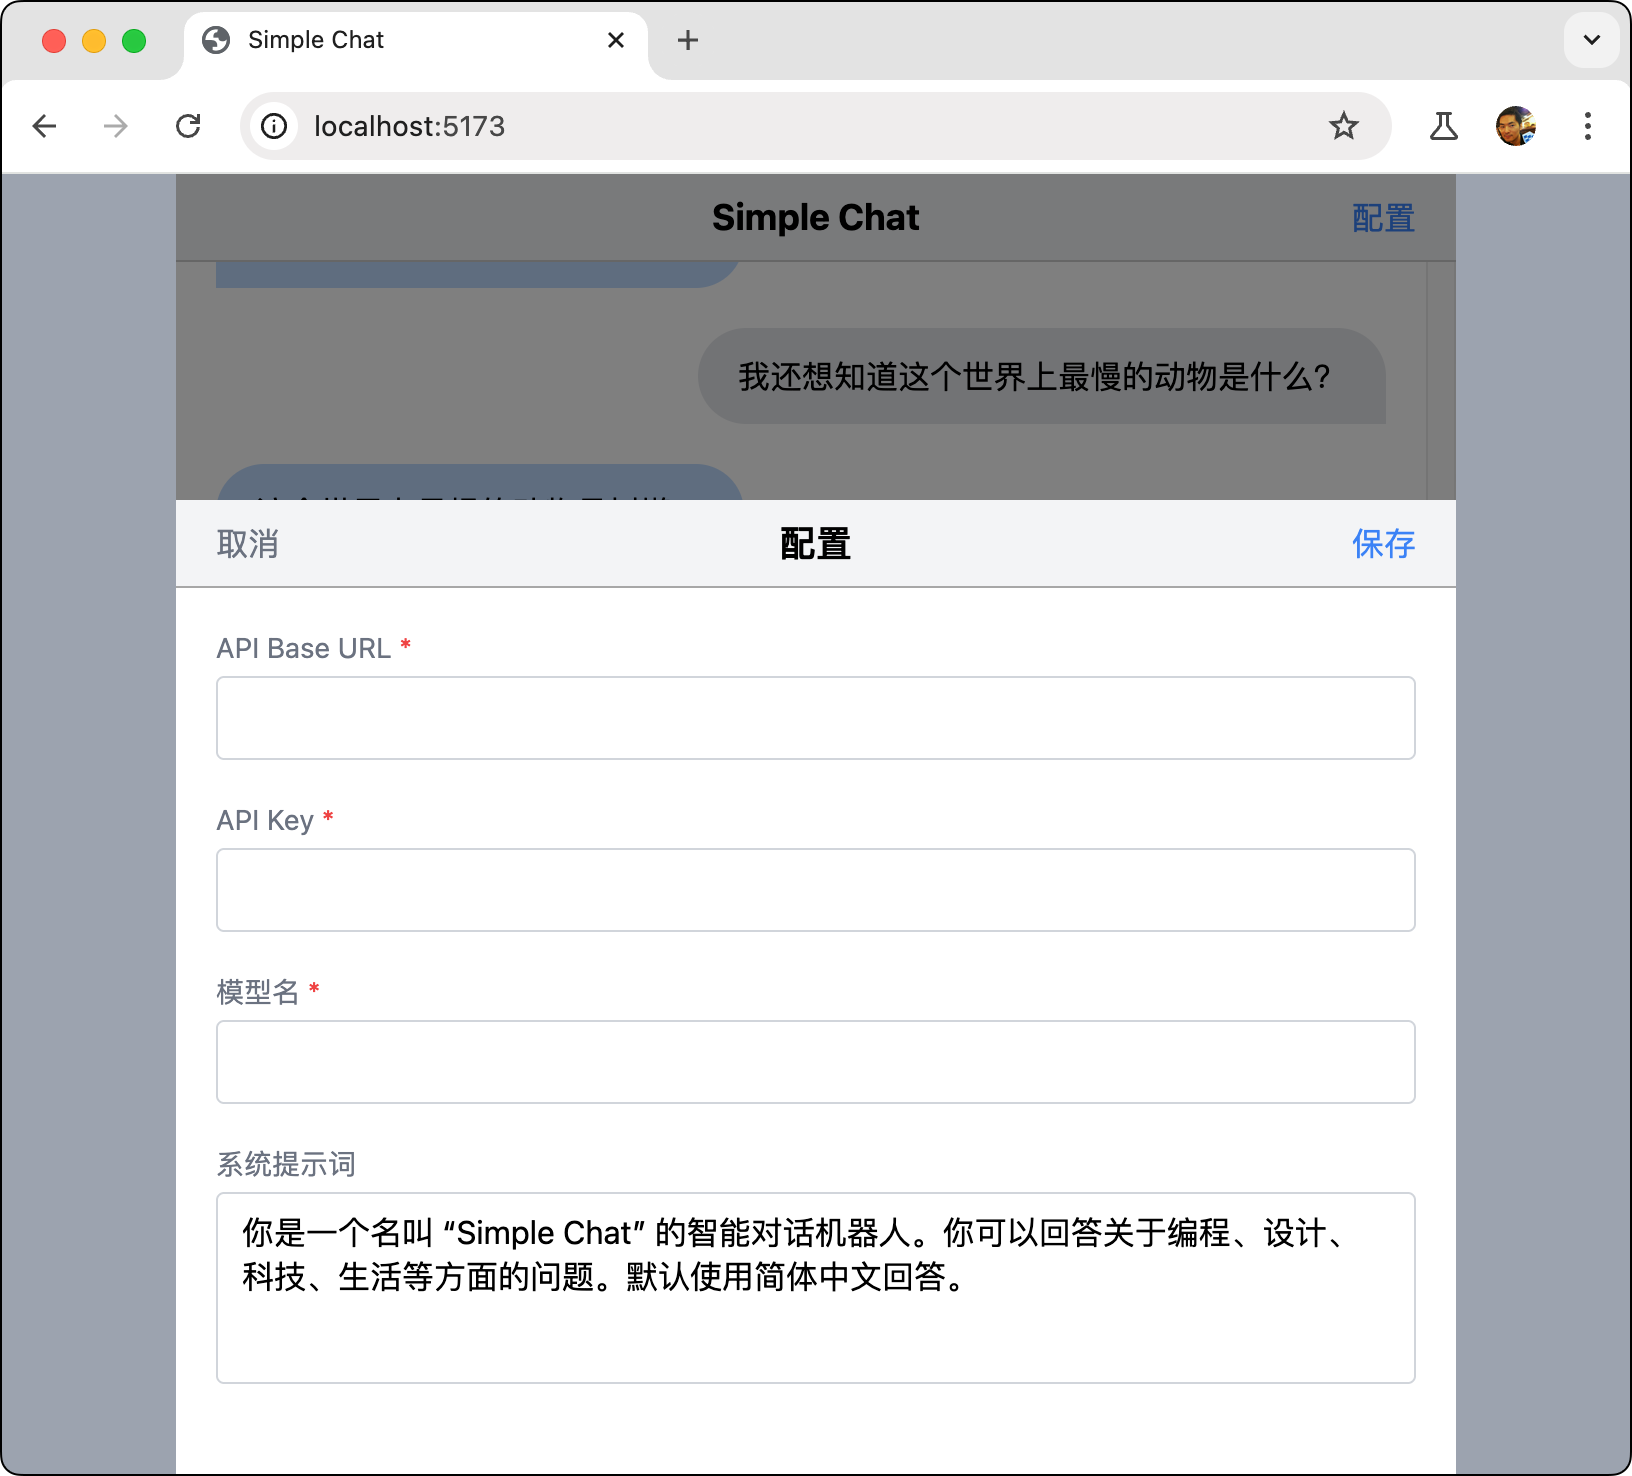 Simple Chat
localhost:5173
Simple Chat
配置
我还想知道这个世界上最慢的动物是什么?
取消
配置
保存
API Base URL *
API Key *
模型名 *
系统提示词
你是一个名叫 “Simple Chat” 的智能对话机器人。你可以回答关于编程、设计、
科技、生活等方面的问题。默认使用简体中文回答。